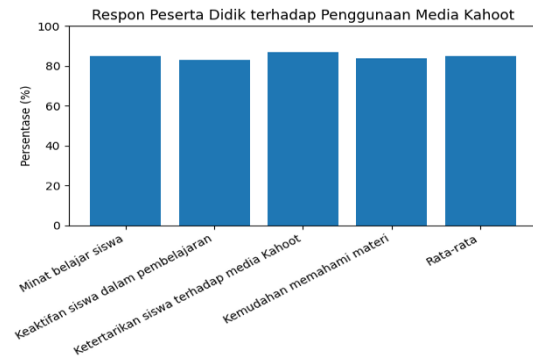 Respon Peserta Didik terhadap Penggunaan Media Kahoot
Persentase (%)
100
80
60
40
20
0
Minat belajar siswa
Keaktifan siswa dalam pembelajaran
Ketertarikan siswa terhadap media Kahoot
Kemudahan memahami materi
Rata-rata